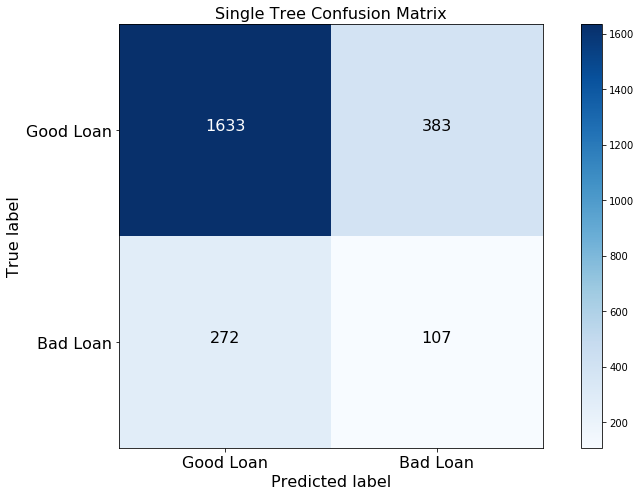 Single Tree Confusion Matrix
True label
Good Loan
1633
383
Bad Loan
272
107
Good Loan
Bad Loan
Predicted label
1600
1400
1200
1000
800
600
400
200